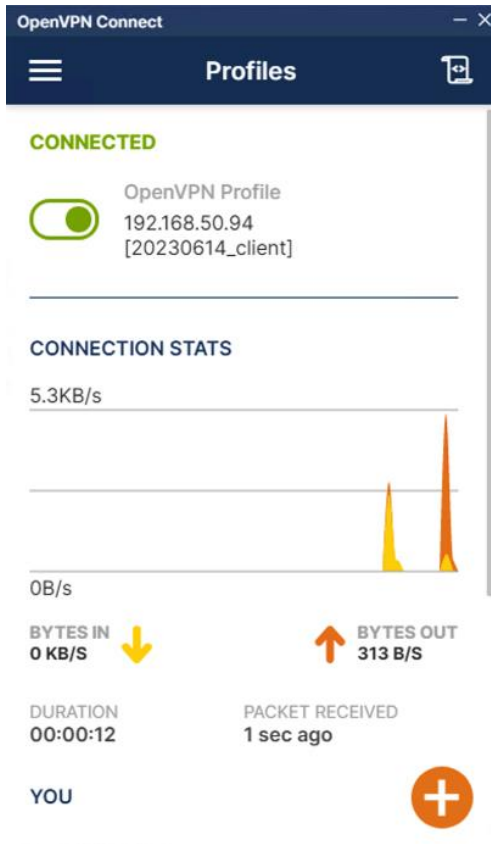 OpenVPN Connect
Profiles
CONNECTED
OpenVPN Profile
192.168.50.94
[20230614_client]
CONNECTION STATS
5.3KB/s
0B/s
BYTES IN
0 KB/S
BYTES OUT
313 B/S
DURATION
00:00:12
PACKET RECEIVED
1 sec ago
YOU